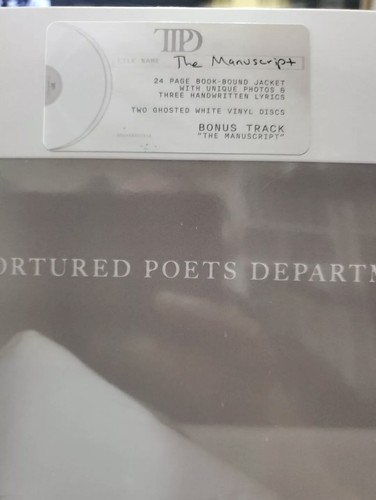 TTPD
FILE NAME The Manuscript
24 PAGE BOOK-BOUND JACKET
WITH UNIQUE PHOTOS &
THREE HANDWRITTEN LYRICS
TWO GHOSTED WHITE VINYL DISCS
BONUS TRACK
"THE MANUSCRIPT"
ORTURED POETS DEPARTM